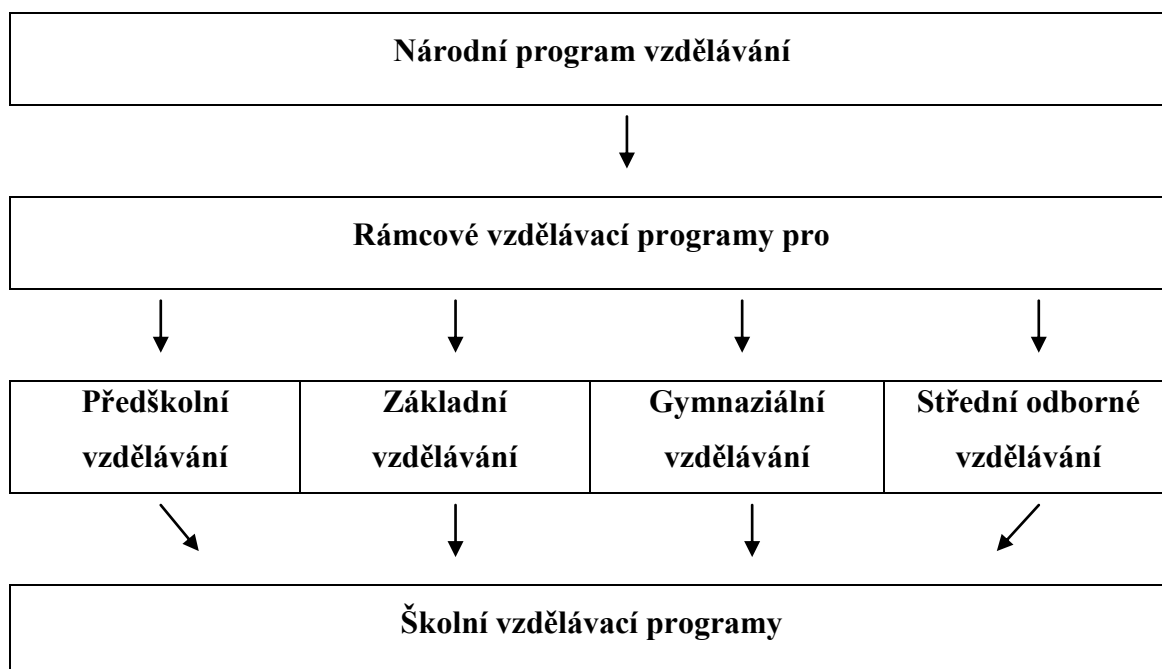 Národní program vzdělávání
Rámcové vzdělávací programy pro
Předškolní
vzdělávání
Základní
vzdělávání
Gymnaziální
vzdělávání
Střední odborné
vzdělávání
Školní vzdělávací programy